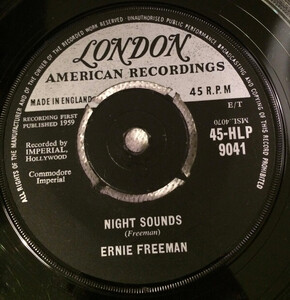 ALL RIGHTS OF THE MANUFACTURER AND OF THE OWNER OF THE RECORDED WORK RESERVED · UNAUTHORISED PUBLIC PERFORMANCE BROADCASTING AND COPYING OF THIS RECORD PROHIBITED
LONDON
AMERICAN RECORDINGS
MADE IN ENGLAND
45 R.P.M
RECORDING FIRST
PUBLISHED 1959
E/T
MEL.4070
Recorded by
IMPERIAL,
HOLLYWOOD
45-HLP
9041
Commodore
Imperial
NIGHT SOUNDS
(Freeman)
ERNIE FREEMAN